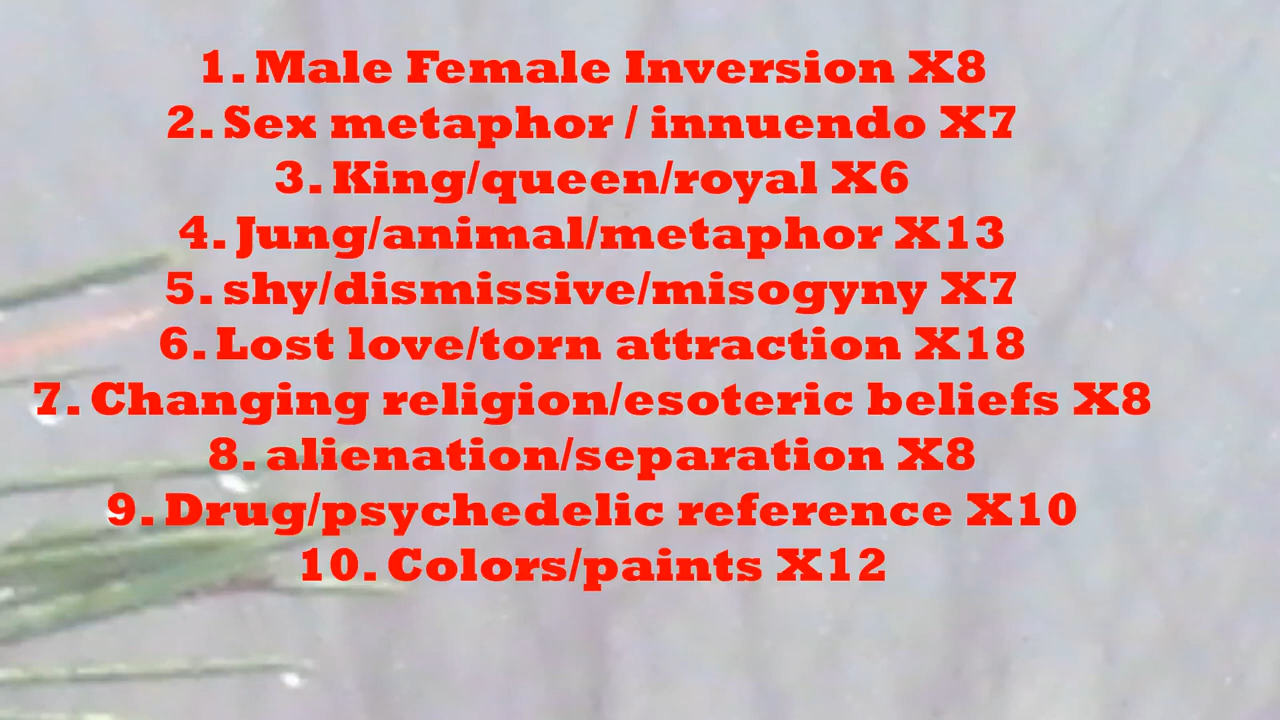 1. Male Female Inversion X8
2. Sex metaphor / innuendo X7
3. King/queen/royal X6
4. Jung/animal/metaphor X13
5. shy/dismissive/misogyny X7
6. Lost love/torn attraction X18
7. Changing religion/esoteric beliefs X8
8. alienation/separation X8
9. Drug/psychedelic reference X10
10. Colors/paints X12